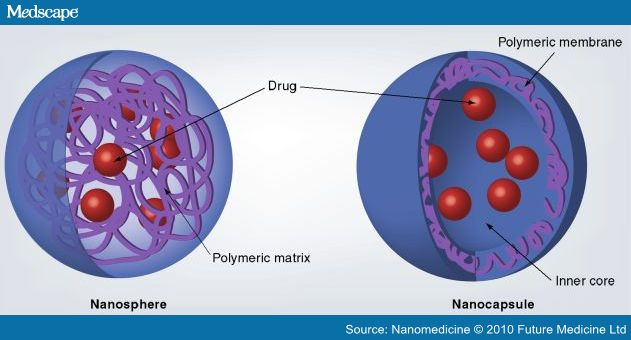 Medscape
Polymeric membrane
Drug
Polymeric matrix
Inner core
Nanosphere
Nanocapsule
Source: Nanomedicine © 2010 Future Medicine Ltd